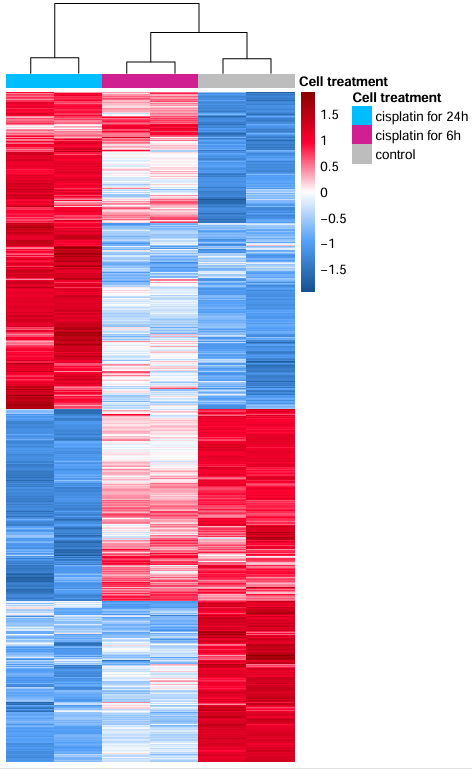 Cell treatment
Cell treatment
1.5
cisplatin for 24h
1
cisplatin for 6h
0.5
control
0
−0.5
−1
−1.5